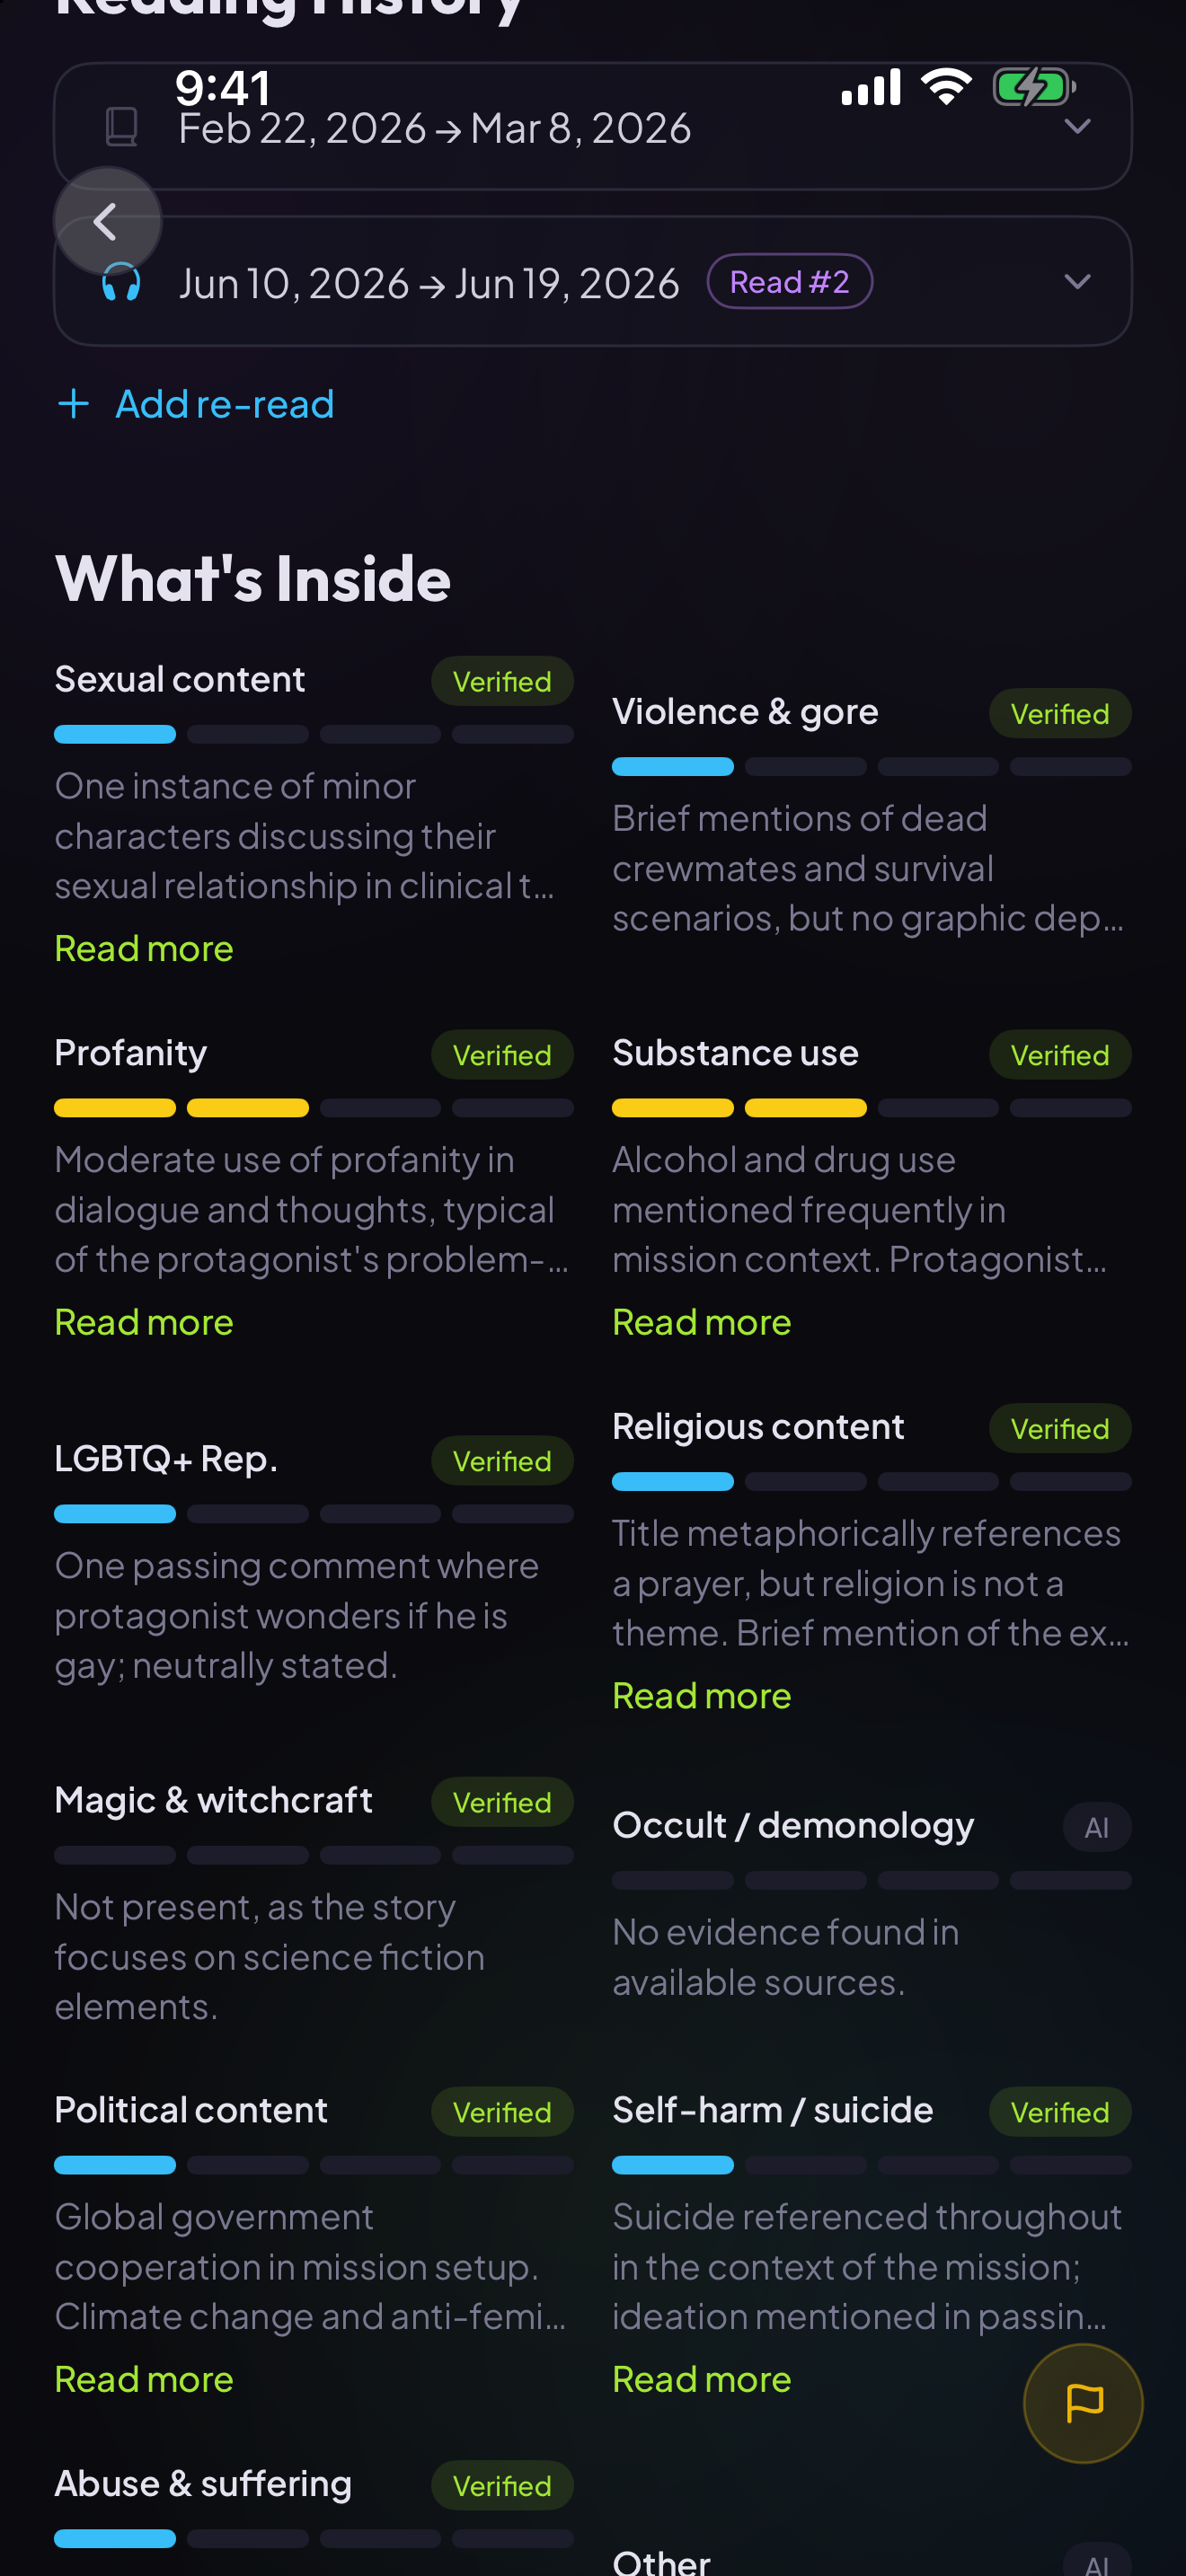 Reading History
9:41
Feb 22, 2026 → Mar 8, 2026
Jun 10, 2026 → Jun 19, 2026 Read #2
+ Add re-read
What's Inside
Sexual content Verified
One instance of minor
characters discussing their
sexual relationship in clinical t...
Read more
Violence & gore Verified
Brief mentions of dead
crewmates and survival
scenarios, but no graphic dep...
Profanity Verified
Moderate use of profanity in
dialogue and thoughts, typical
of the protagonist's problem-...
Read more
Substance use Verified
Alcohol and drug use
mentioned frequently in
mission context. Protagonist...
Read more
LGBTQ+ Rep. Verified
One passing comment where
protagonist wonders if he is
gay; neutrally stated.
Religious content Verified
Title metaphorically references
a prayer, but religion is not a
theme. Brief mention of the ex...
Read more
Magic & witchcraft Verified
Not present, as the story
focuses on science fiction
elements.
Occult / demonology AI
No evidence found in
available sources.
Political content Verified
Global government
cooperation in mission setup.
Climate change and anti-femi...
Read more
Self-harm / suicide Verified
Suicide referenced throughout
in the context of the mission;
ideation mentioned in passin...
Read more
Abuse & suffering Verified
Other AI